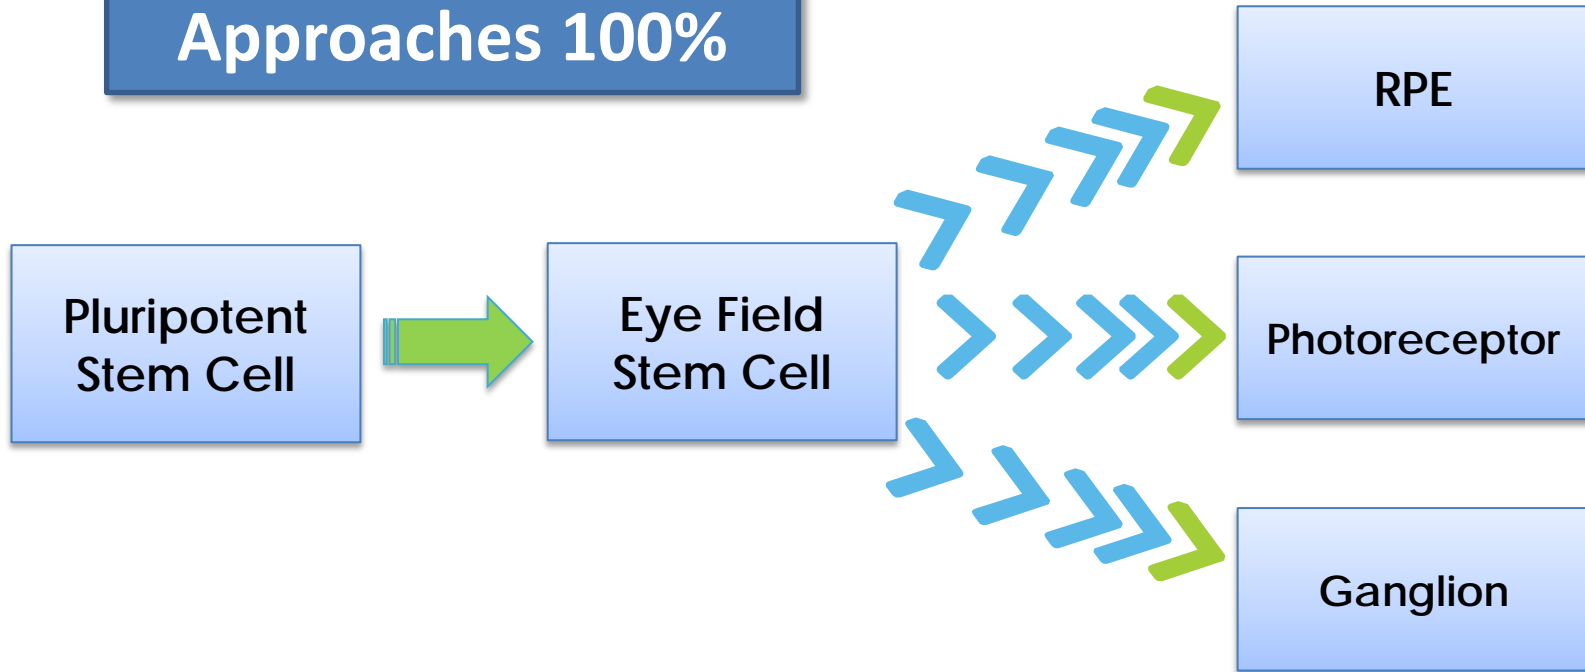 Approaches 100%
Pluripotent
Stem Cell
Eye Field
Stem Cell
RPE
Photoreceptor
Ganglion